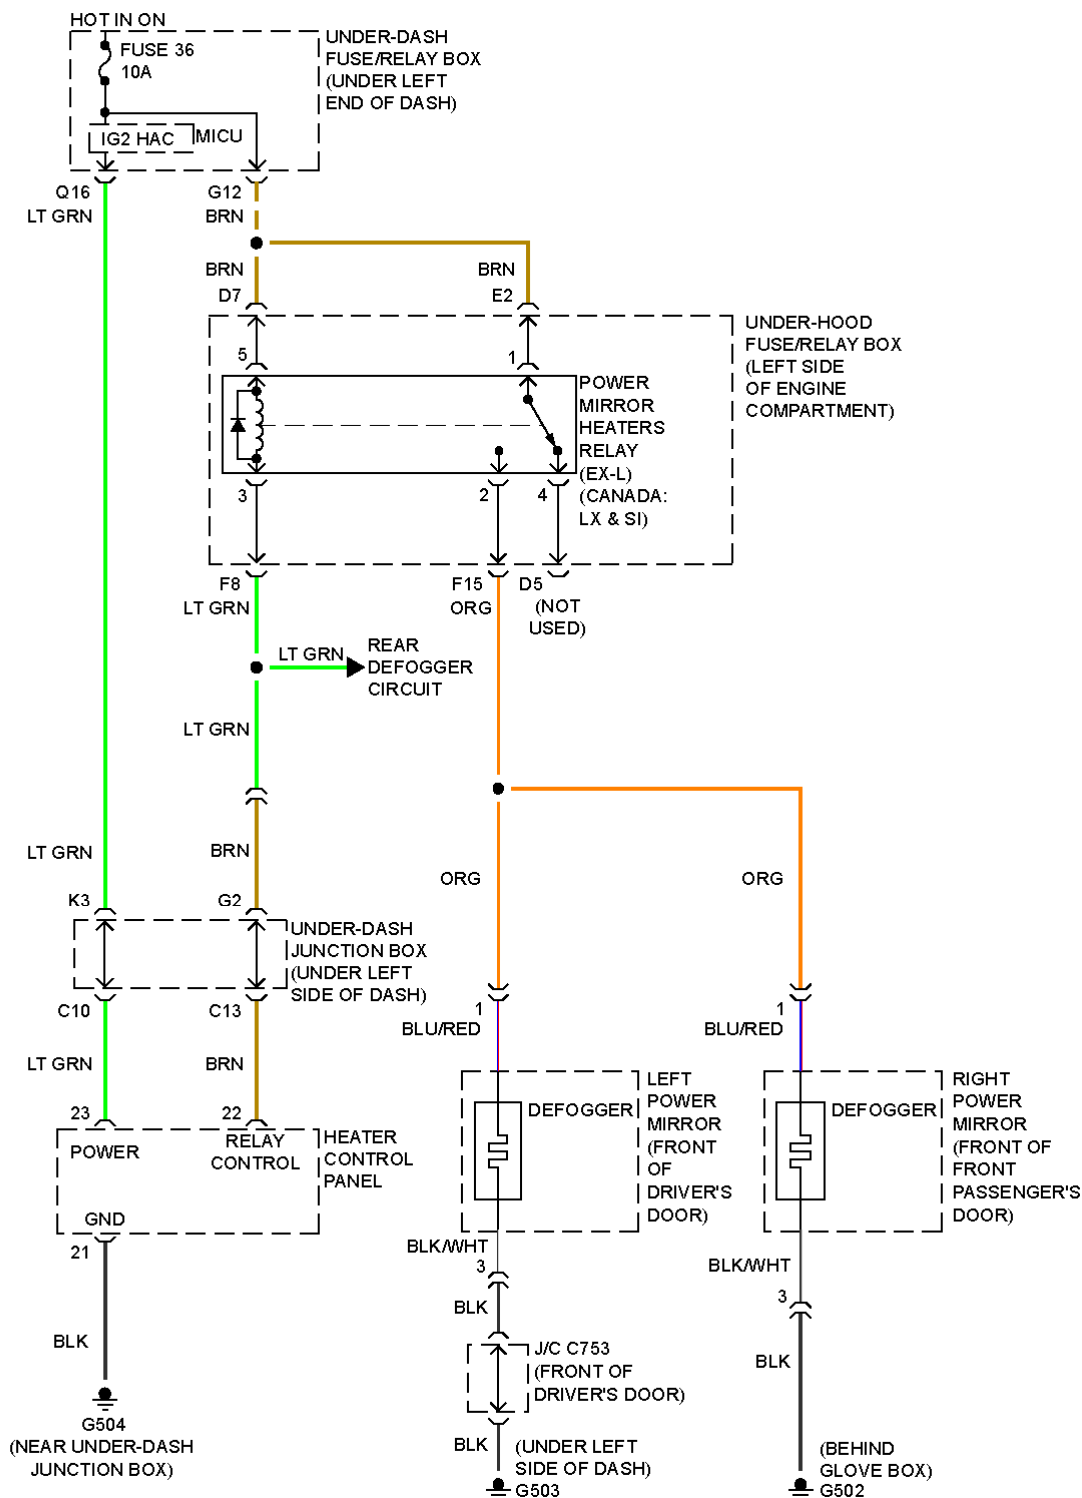 HOT IN ON
FUSE 36
10A
UNDER-DASH
FUSE/RELAY BOX
(UNDER LEFT
END OF DASH)
IG2 HAC
MICU
Q16
LT GRN
G12
BRN
BRN
D7
BRN
E2
5
1
UNDER-HOOD
FUSE/RELAY BOX
(LEFT SIDE
OF ENGINE
COMPARTMENT)
POWER
MIRROR
HEATERS
RELAY
(EX-L)
(CANADA:
LX & SI)
3
2
4
F8
LT GRN
F15
ORG
D5
(NOT
USED)
LT GRN
REAR
DEFOGGER
CIRCUIT
LT GRN
LT GRN
BRN
ORG
ORG
K3
G2
UNDER-DASH
JUNCTION BOX
(UNDER LEFT
SIDE OF DASH)
C10
C13
1
BLU/RED
1
BLU/RED
LT GRN
BRN
23
22
POWER
RELAY
CONTROL
GND
HEATER
CONTROL
PANEL
DEFOGGER
LEFT
POWER
MIRROR
(FRONT
OF
DRIVER'S
DOOR)
DEFOGGER
RIGHT
POWER
MIRROR
(FRONT OF
FRONT
PASSENGER'S
DOOR)
21
BLK
BLK/WHT
3
BLK
BLK/WHT
3
BLK
J/C C753
(FRONT OF
DRIVER'S DOOR)
BLK
G504
(NEAR UNDER-DASH
JUNCTION BOX)
(UNDER LEFT
SIDE OF DASH)
G503
(BEHIND
GLOVE BOX)
G502